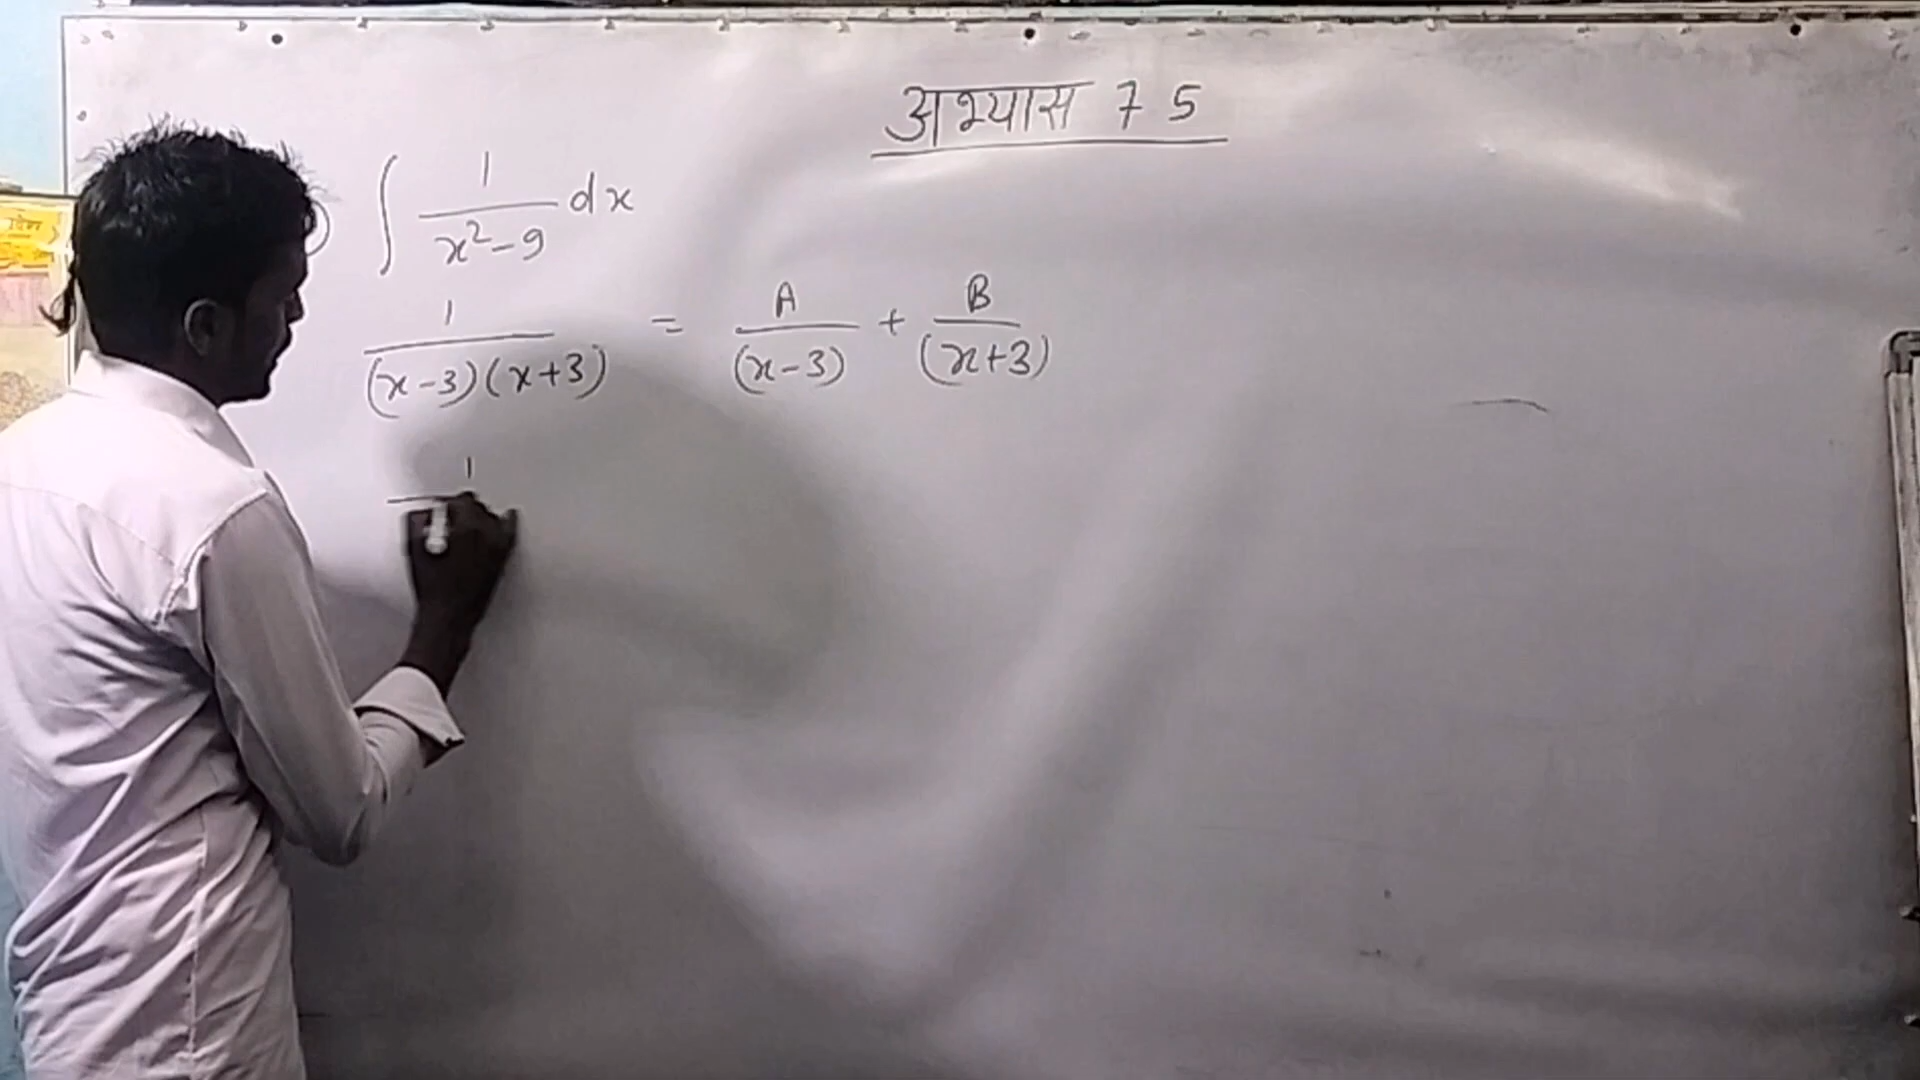 अभ्यास 7 5
∫ 1/(x²-9) dx
1/((x-3)(x+3)) = A/(x-3) + B/(x+3)
1